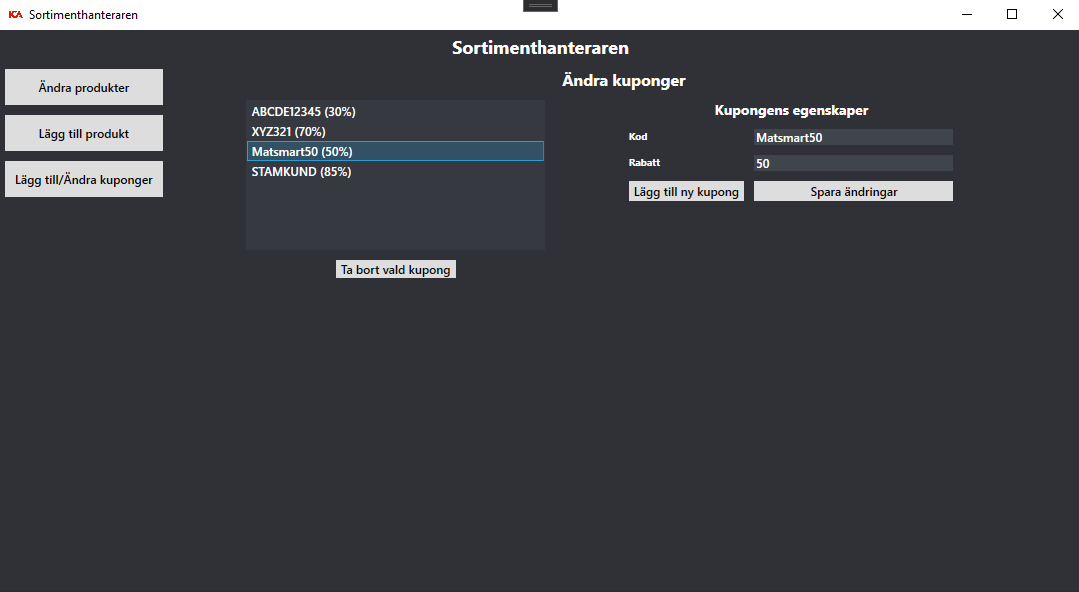 ICA Sortimenthanteraren
Sortimenthanteraren
Ändra produkter
Lägg till produkt
Lägg till/Ändra kuponger
Ändra kuponger
ABCDE12345 (30%)
XYZ321 (70%)
Matsmart50 (50%)
STAMKUND (85%)
Ta bort vald kupong
Kupongens egenskaper
Kod Matsmart50
Rabatt 50
Lägg till ny kupong Spara ändringar